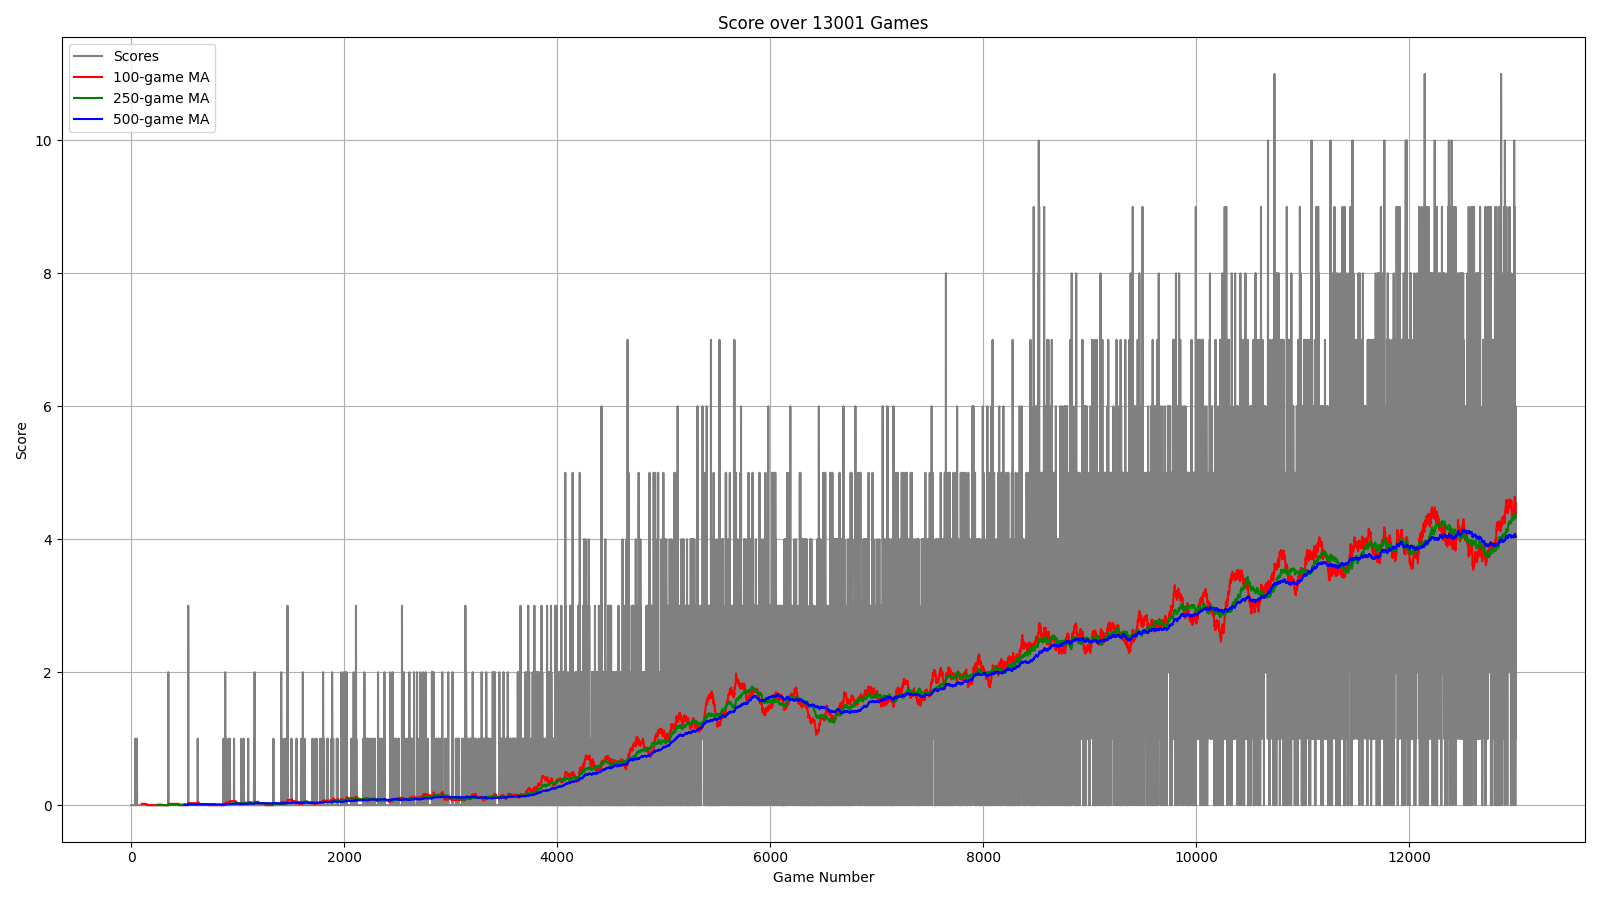 Score over 13001 Games
Scores
100-game MA
250-game MA
500-game MA
10
8
6
4
2
0
Score
0 2000 4000 6000 8000 10000 12000
Game Number